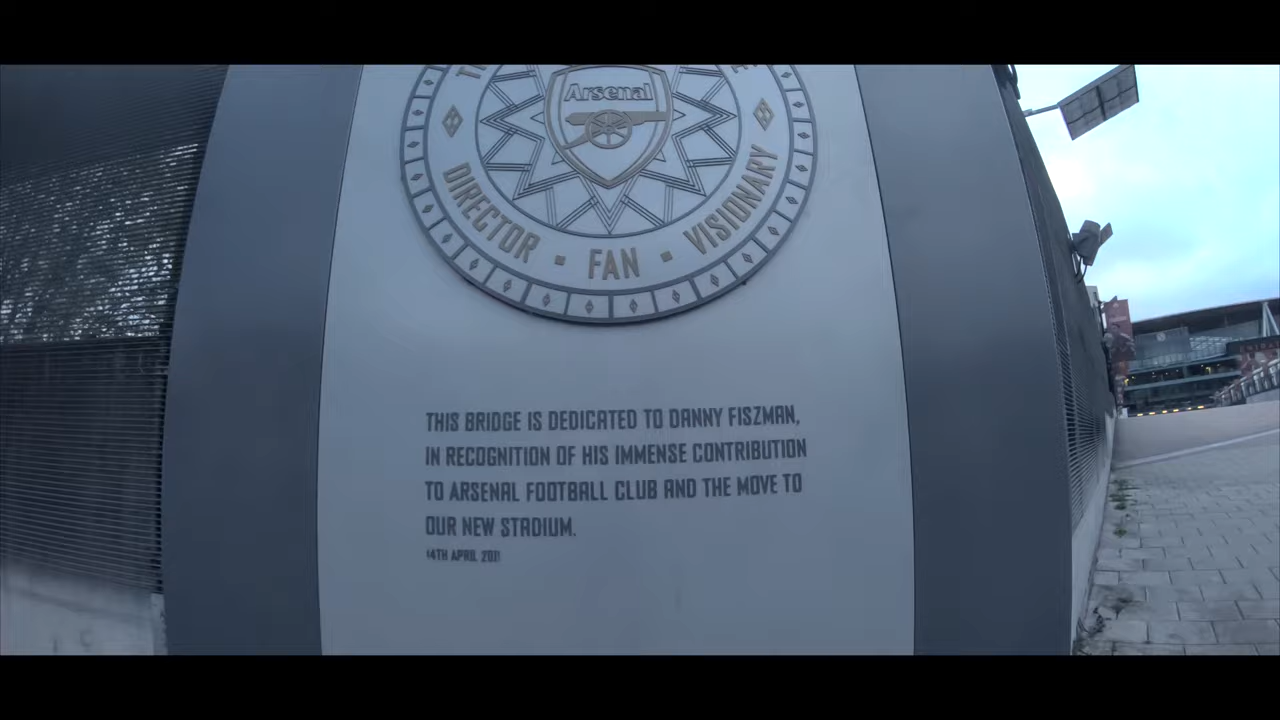 Arsenal
DIRECTOR ▪ FAN ▪ VISIONARY
THIS BRIDGE IS DEDICATED TO DANNY FISZMAN,
IN RECOGNITION OF HIS IMMENSE CONTRIBUTION
TO ARSENAL FOOTBALL CLUB AND THE MOVE TO
OUR NEW STADIUM.
14TH APRIL 2011